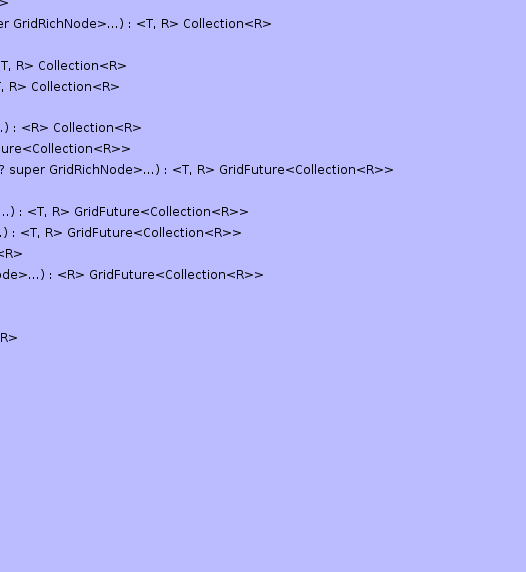 >
er GridRichNode>...) : <T, R> Collection<R>
T, R> Collection<R>
, R> Collection<R>
.) : <R> Collection<R>
ure<Collection<R>>
? super GridRichNode>...) : <T, R> GridFuture<Collection<R>>
..) : <T, R> GridFuture<Collection<R>>
.) : <T, R> GridFuture<Collection<R>>
<R>
ode>...) : <R> GridFuture<Collection<R>>
R>